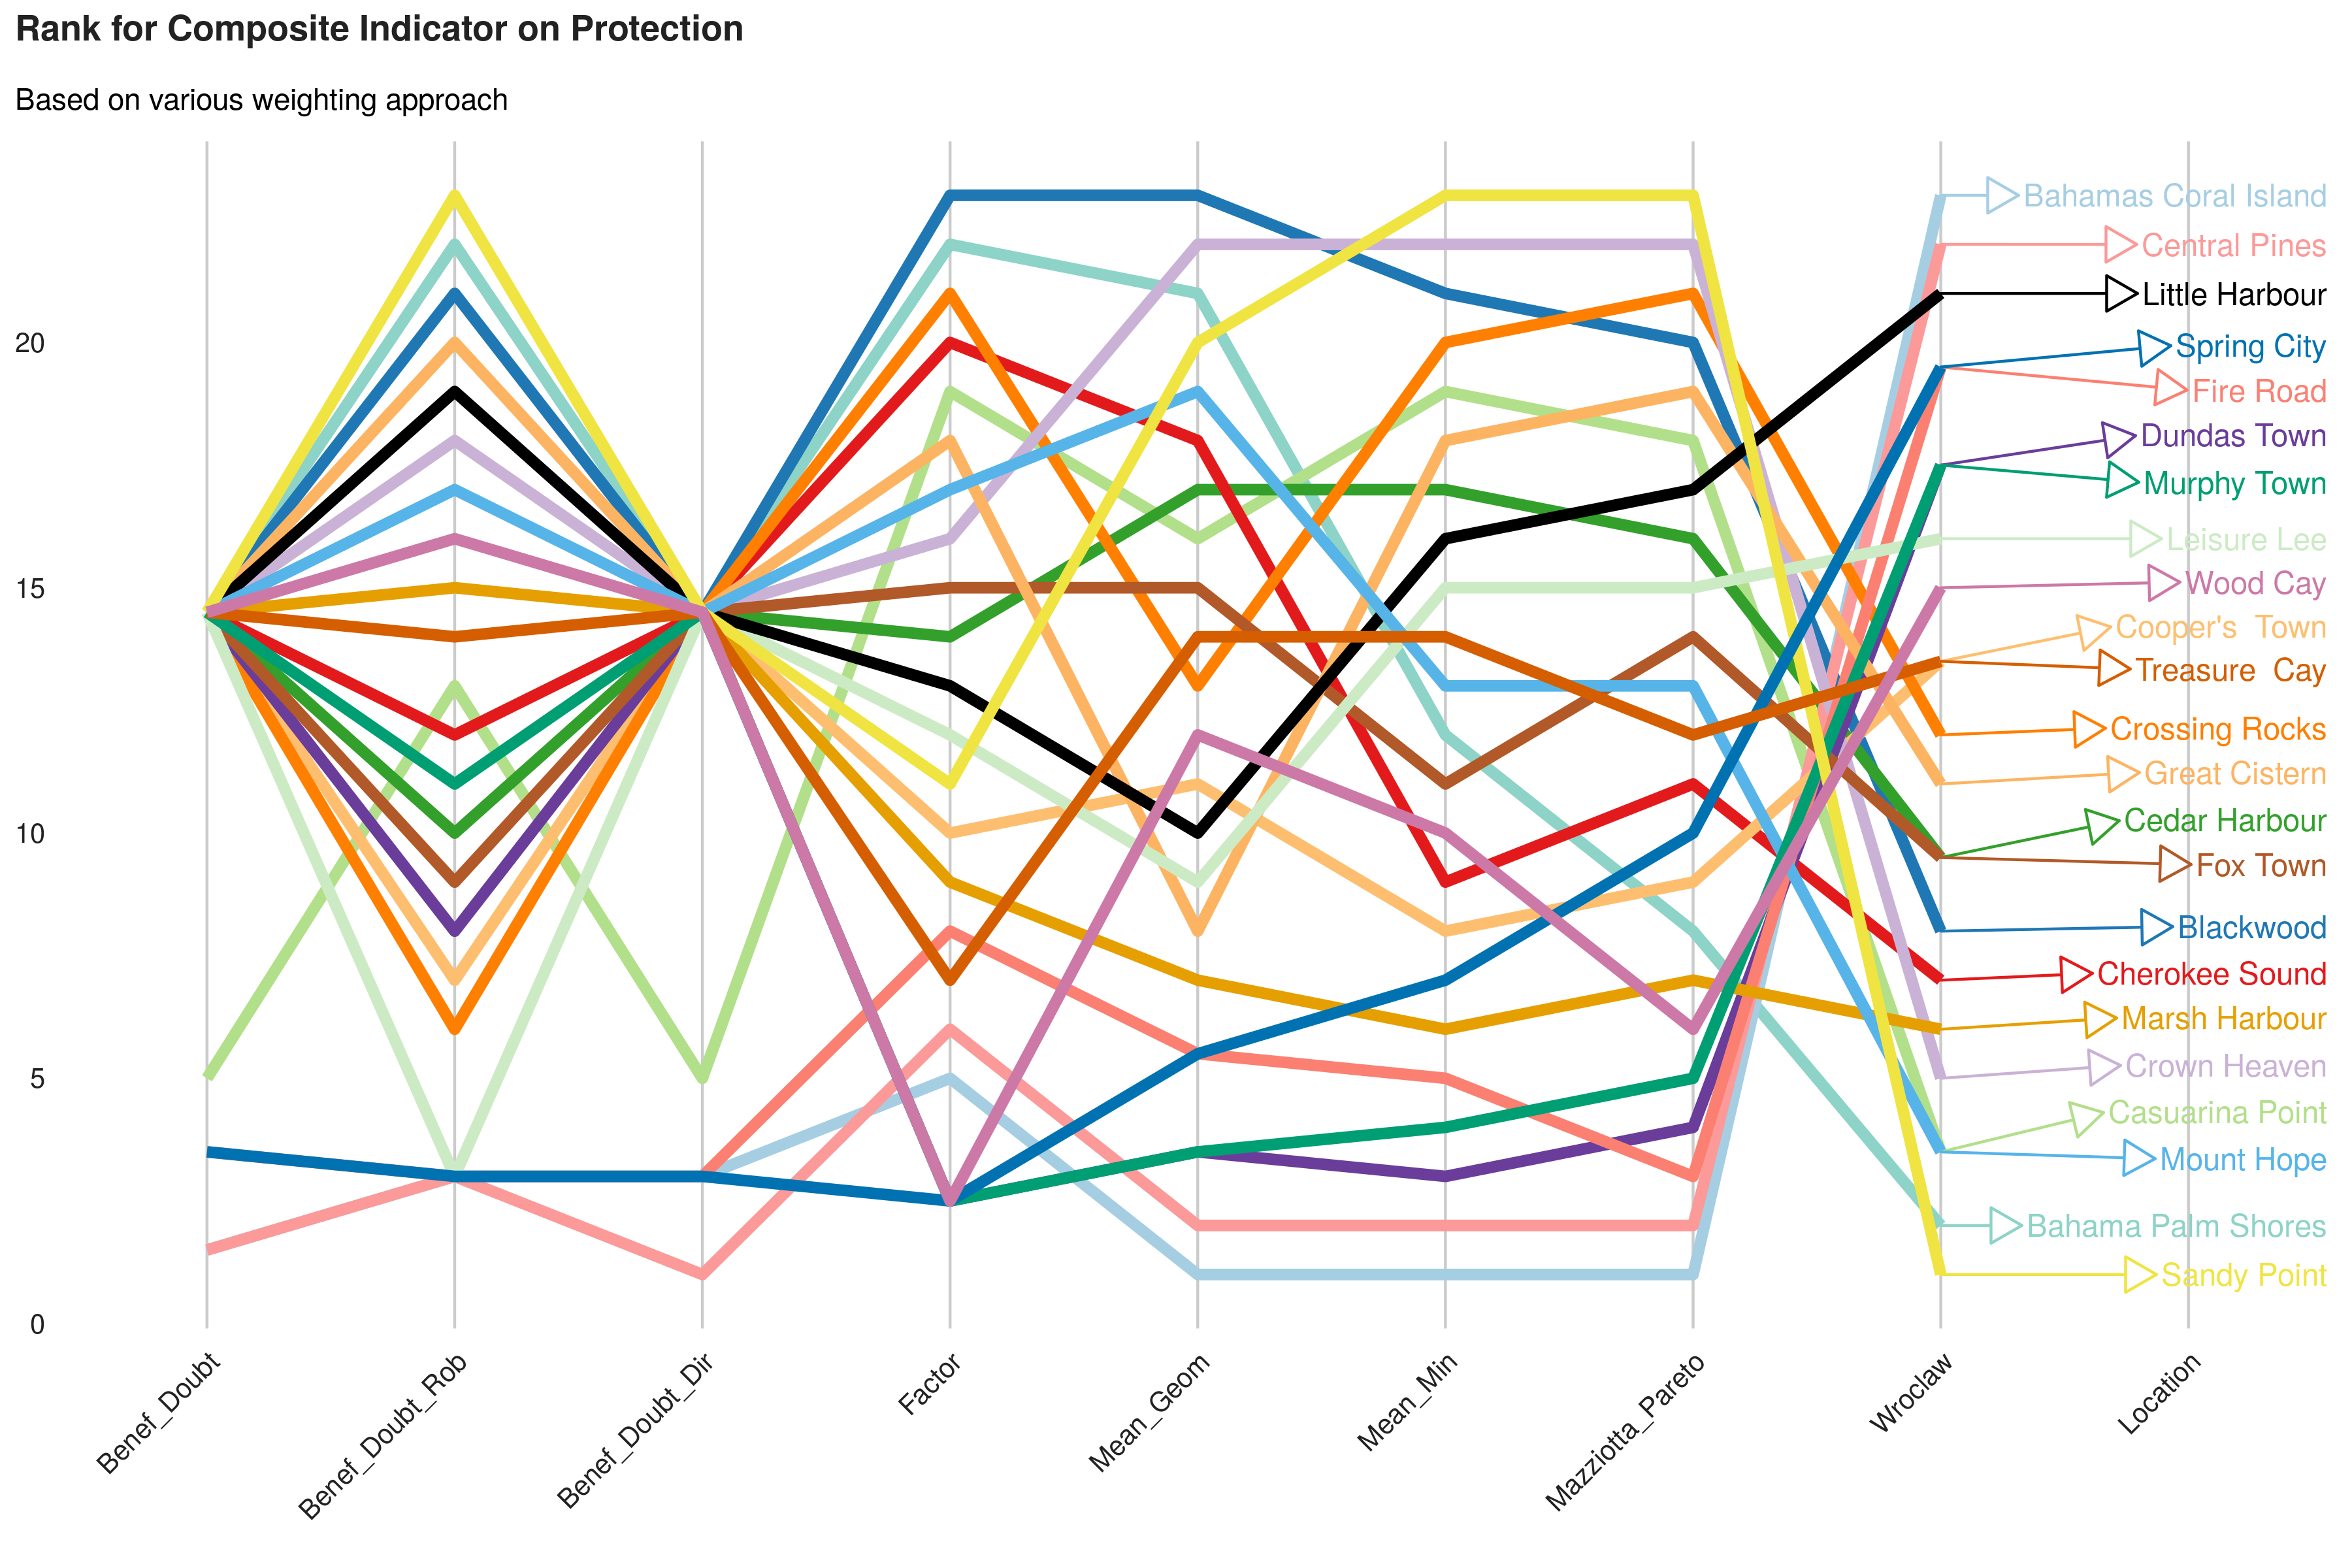 Rank for Composite Indicator on Protection
Based on various weighting approach
20
15
10
5
0
Bahamas Coral Island
Central Pines
Little Harbour
Spring City
Fire Road
Dundas Town
Murphy Town
Leisure Lee
Wood Cay
Cooper's  Town
Treasure  Cay
Crossing Rocks
Great Cistern
Cedar Harbour
Fox Town
Blackwood
Cherokee Sound
Marsh Harbour
Crown Heaven
Casuarina Point
Mount Hope
Bahama Palm Shores
Sandy Point
Benef_Doubt
Benef_Doubt_Rob
Benef_Doubt_Dir
Factor
Mean_Geom
Mean_Min
Mazziotta_Pareto
Wroclaw
Location